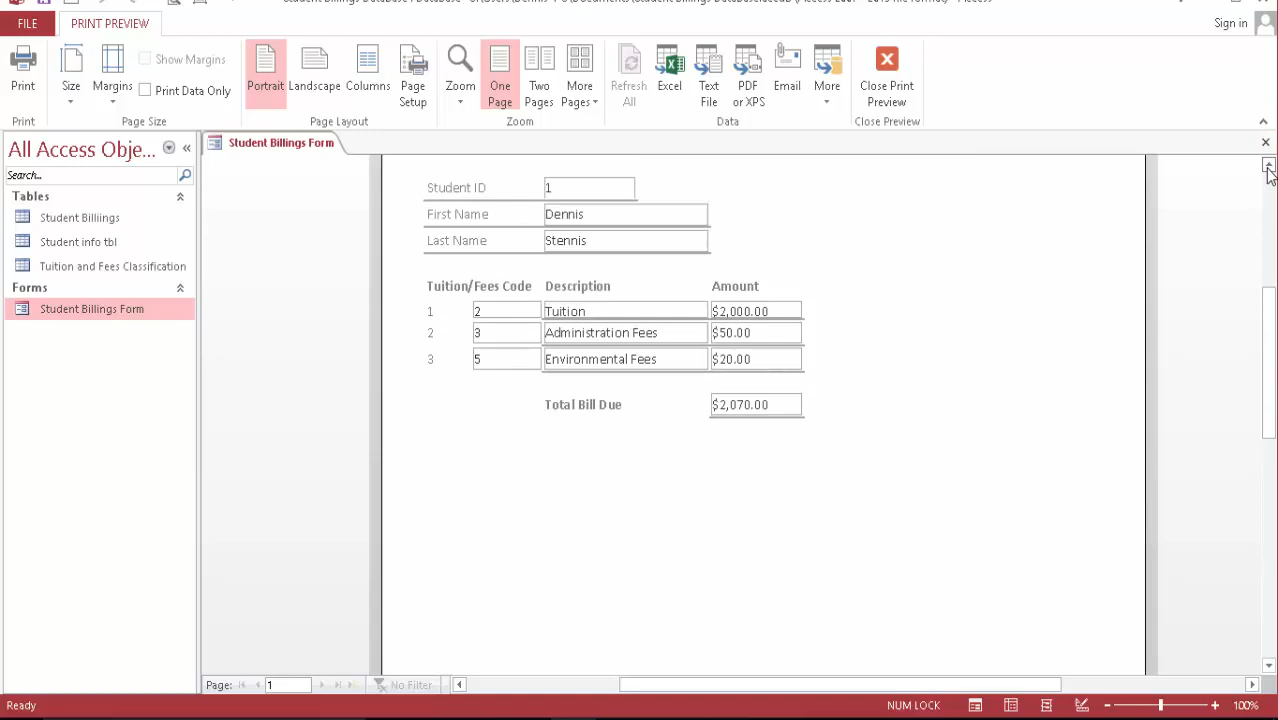 FILE
PRINT PREVIEW
Sign in
Print
Size
Margins
Show Margins
Print Data Only
Portrait
Landscape
Columns
Page Setup
Zoom
One Page
Two Pages
More Pages
Refresh All
Excel
Text File
PDF or XPS
Email
More
Close Print Preview
Print
Page Size
Page Layout
Zoom
Data
Close Preview
All Access Obje...
Search...
Tables
Student Billiings
Student info tbl
Tuition and Fees Classification
Forms
Student Billings Form
Student Billings Form
Student ID 1
First Name Dennis
Last Name Stennis
Tuition/Fees Code Description Amount
1 2 Tuition $2,000.00
2 3 Administration Fees $50.00
3 5 Environmental Fees $20.00
Total Bill Due $2,070.00
Page: 1 No Filter
Ready NUM LOCK 100%